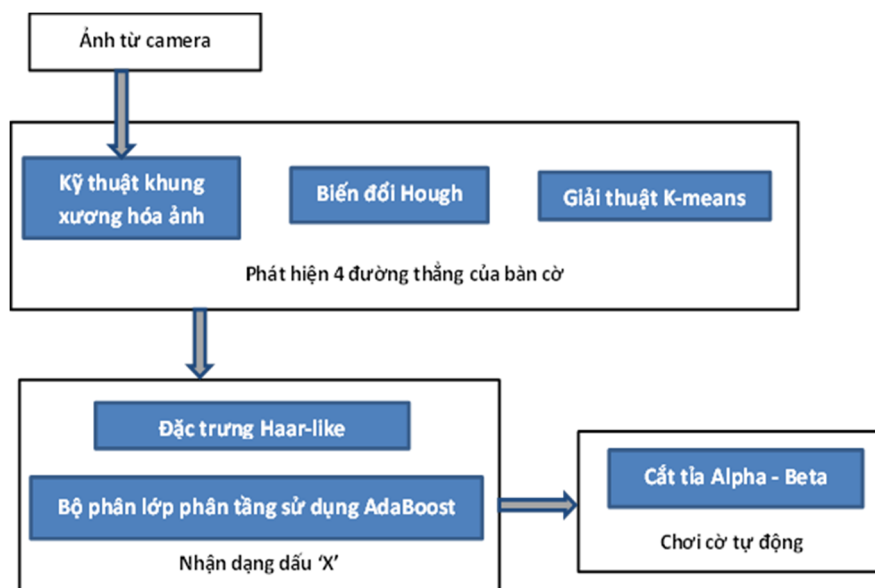 Ảnh từ camera
Kỹ thuật khung
xương hóa ảnh
Biến đổi Hough
Giải thuật K-means
Phát hiện 4 đường thẳng của bàn cờ
Đặc trưng Haar-like
Bộ phân lớp phân tầng sử dụng AdaBoost
Nhận dạng dấu ‘X’
Cắt tỉa Alpha - Beta
Chơi cờ tự động